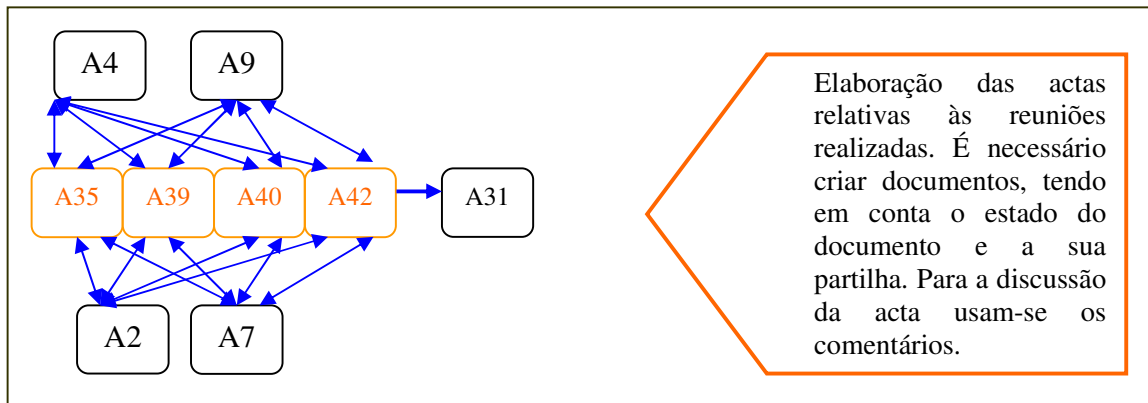 A4 A9
A35 A39 A40 A42 A31
A2 A7
Elaboração das actas
relativas às reuniões
realizadas. É necessário
criar documentos, tendo
em conta o estado do
documento e a sua
partilha. Para a discussão
da acta usam-se os
comentários.